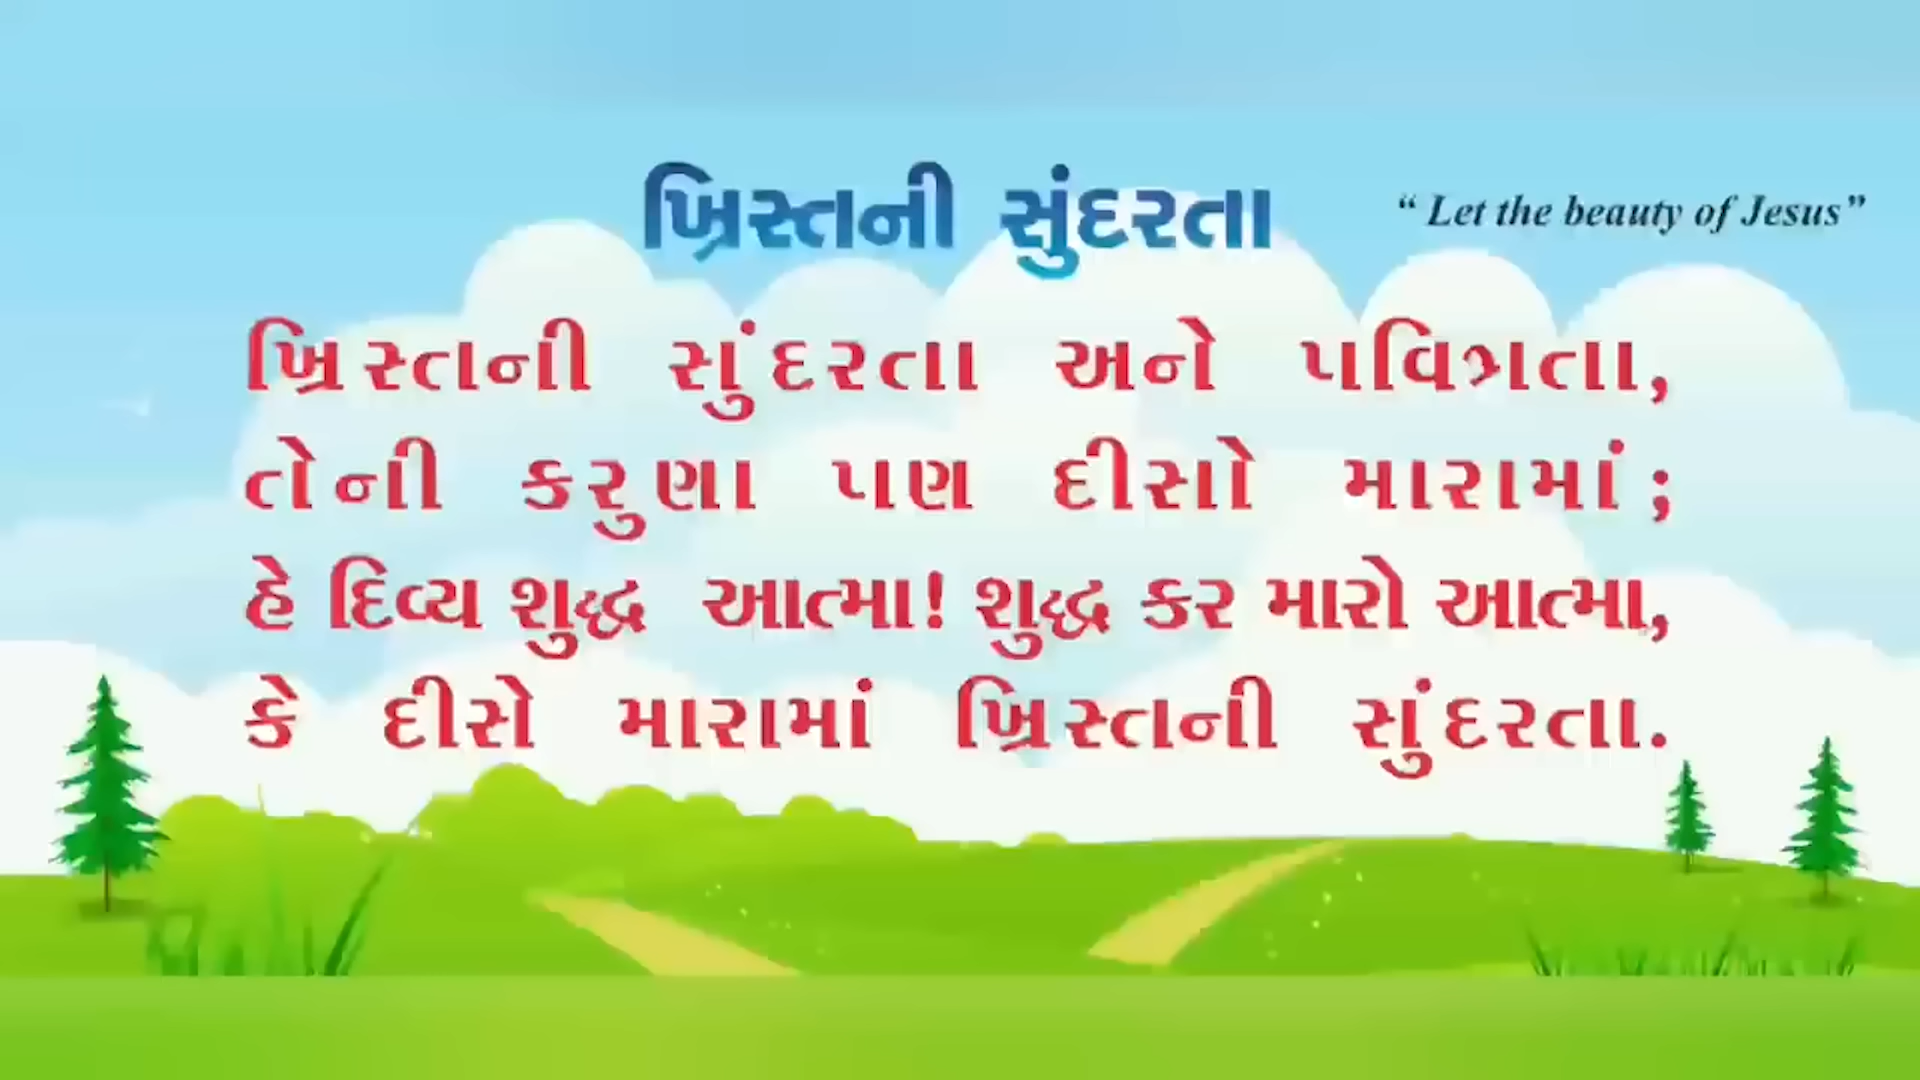 ખ્રિસ્તની સુંદરતા
“ Let the beauty of Jesus”
ખ્રિસ્તની સુંદરતા અને પવિત્રતા,
તેની કરુણા પણ દીસો મારામાં;
હે દિવ્ય શુદ્ધ આત્મા! શુદ્ધ કર મારો આત્મા,
કે દીસે મારામાં ખ્રિસ્તની સુંદરતા.